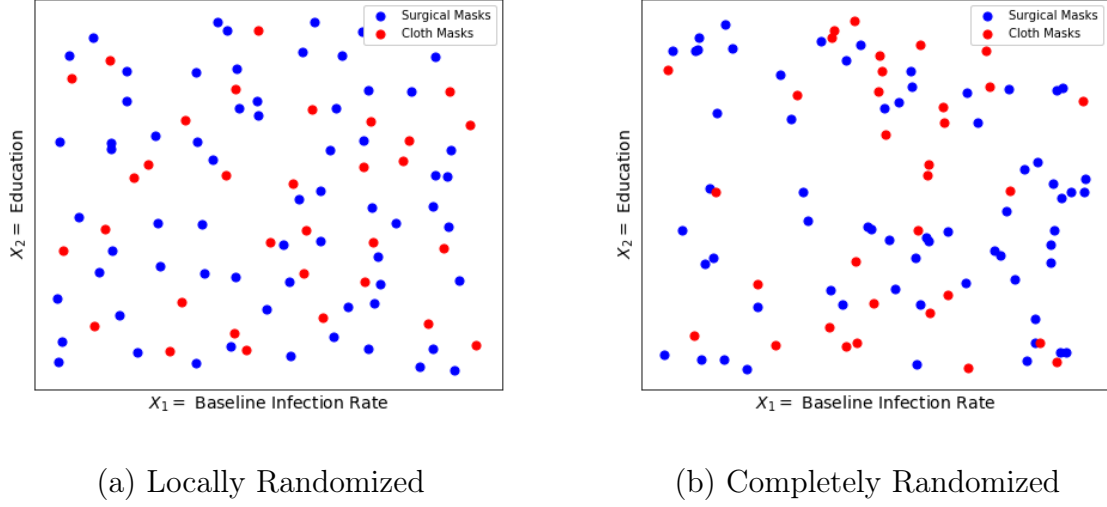 Surgical Masks
Cloth Masks
X₂ = Education
X₁ = Baseline Infection Rate
(a) Locally Randomized
Surgical Masks
Cloth Masks
X₂ = Education
X₁ = Baseline Infection Rate
(b) Completely Randomized